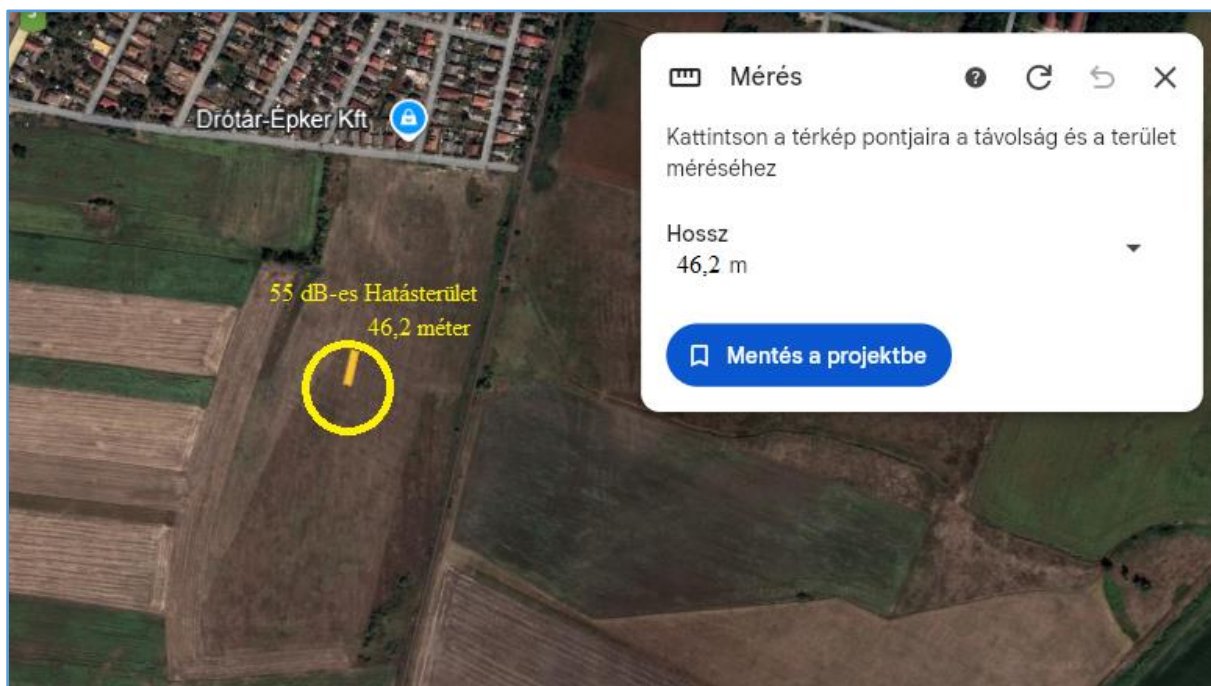 Drótár-Épker Kft
55 dB-es Hatásterület
46,2 méter
Mérés
Kattintson a térkép pontjaira a távolság és a terület
méréséhez
Hossz
46,2 m
Mentés a projektbe